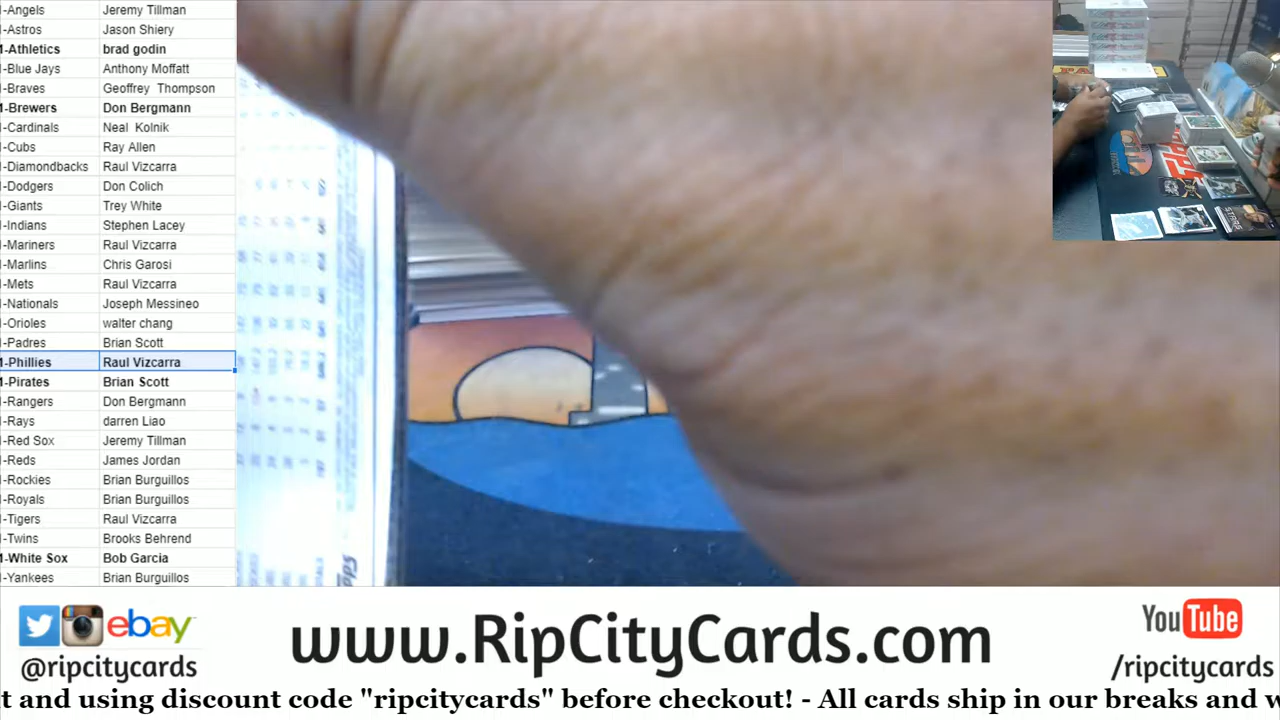 I-Angels Jeremy Tillman
I-Astros Jason Shiery
I-Athletics brad godin
I-Blue Jays Anthony Moffatt
I-Braves Geoffrey Thompson
I-Brewers Don Bergmann
I-Cardinals Neal Kolnik
I-Cubs Ray Allen
I-Diamondbacks Raul Vizcarra
I-Dodgers Don Colich
I-Giants Trey White
I-Indians Stephen Lacey
I-Mariners Raul Vizcarra
I-Marlins Chris Garosi
I-Mets Raul Vizcarra
I-Nationals Joseph Messineo
I-Orioles walter chang
I-Padres Brian Scott
I-Phillies Raul Vizcarra
I-Pirates Brian Scott
I-Rangers Don Bergmann
I-Rays darren Liao
I-Red Sox Jeremy Tillman
I-Reds James Jordan
I-Rockies Brian Burguillos
I-Royals Brian Burguillos
I-Tigers Raul Vizcarra
I-Twins Brooks Behrend
I-White Sox Bob Garcia
I-Yankees Brian Burguillos
ebay
@ripcitycards
www.RipCityCards.com
YouTube
/ripcitycards
t and using discount code "ripcitycards" before checkout! - All cards ship in our breaks and w